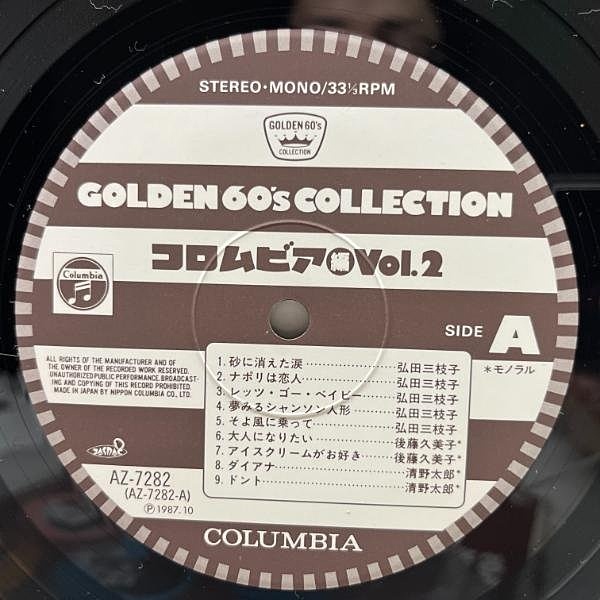 STEREO・MONO/33⅓RPM
GOLDEN 60's
COLLECTION
GOLDEN 60's COLLECTION
コロムビア編Vol.2
Columbia
SIDE A
ALL RIGHTS OF THE MANUFACTURER AND OF
THE OWNER OF THE RECORDED WORK RESERVED.
UNAUTHORIZED PUBLIC PERFORMANCE. BROADCAST-
ING AND COPYING OF THIS RECORD PROHIBITED
MADE IN JAPAN BY NIPPON COLUMBIA CO., LTD.
*モノラル
1. 砂に消えた涙 弘田三枝子
2. ナポリは恋人 弘田三枝子
3. レッツ・ゴー・ベイビー 弘田三枝子
4. 夢みるシャンソン人形 弘田三枝子
5. そよ風に乗って 弘田三枝子
6. 大人になりたい 後藤久美子*
7. アイスクリームがお好き 後藤久美子*
8. ダイアナ 清野太郎*
9. ドント 清野太郎*
JASRAC
AZ-7282
(AZ-7282-A)
Ⓟ1987.10
COLUMBIA